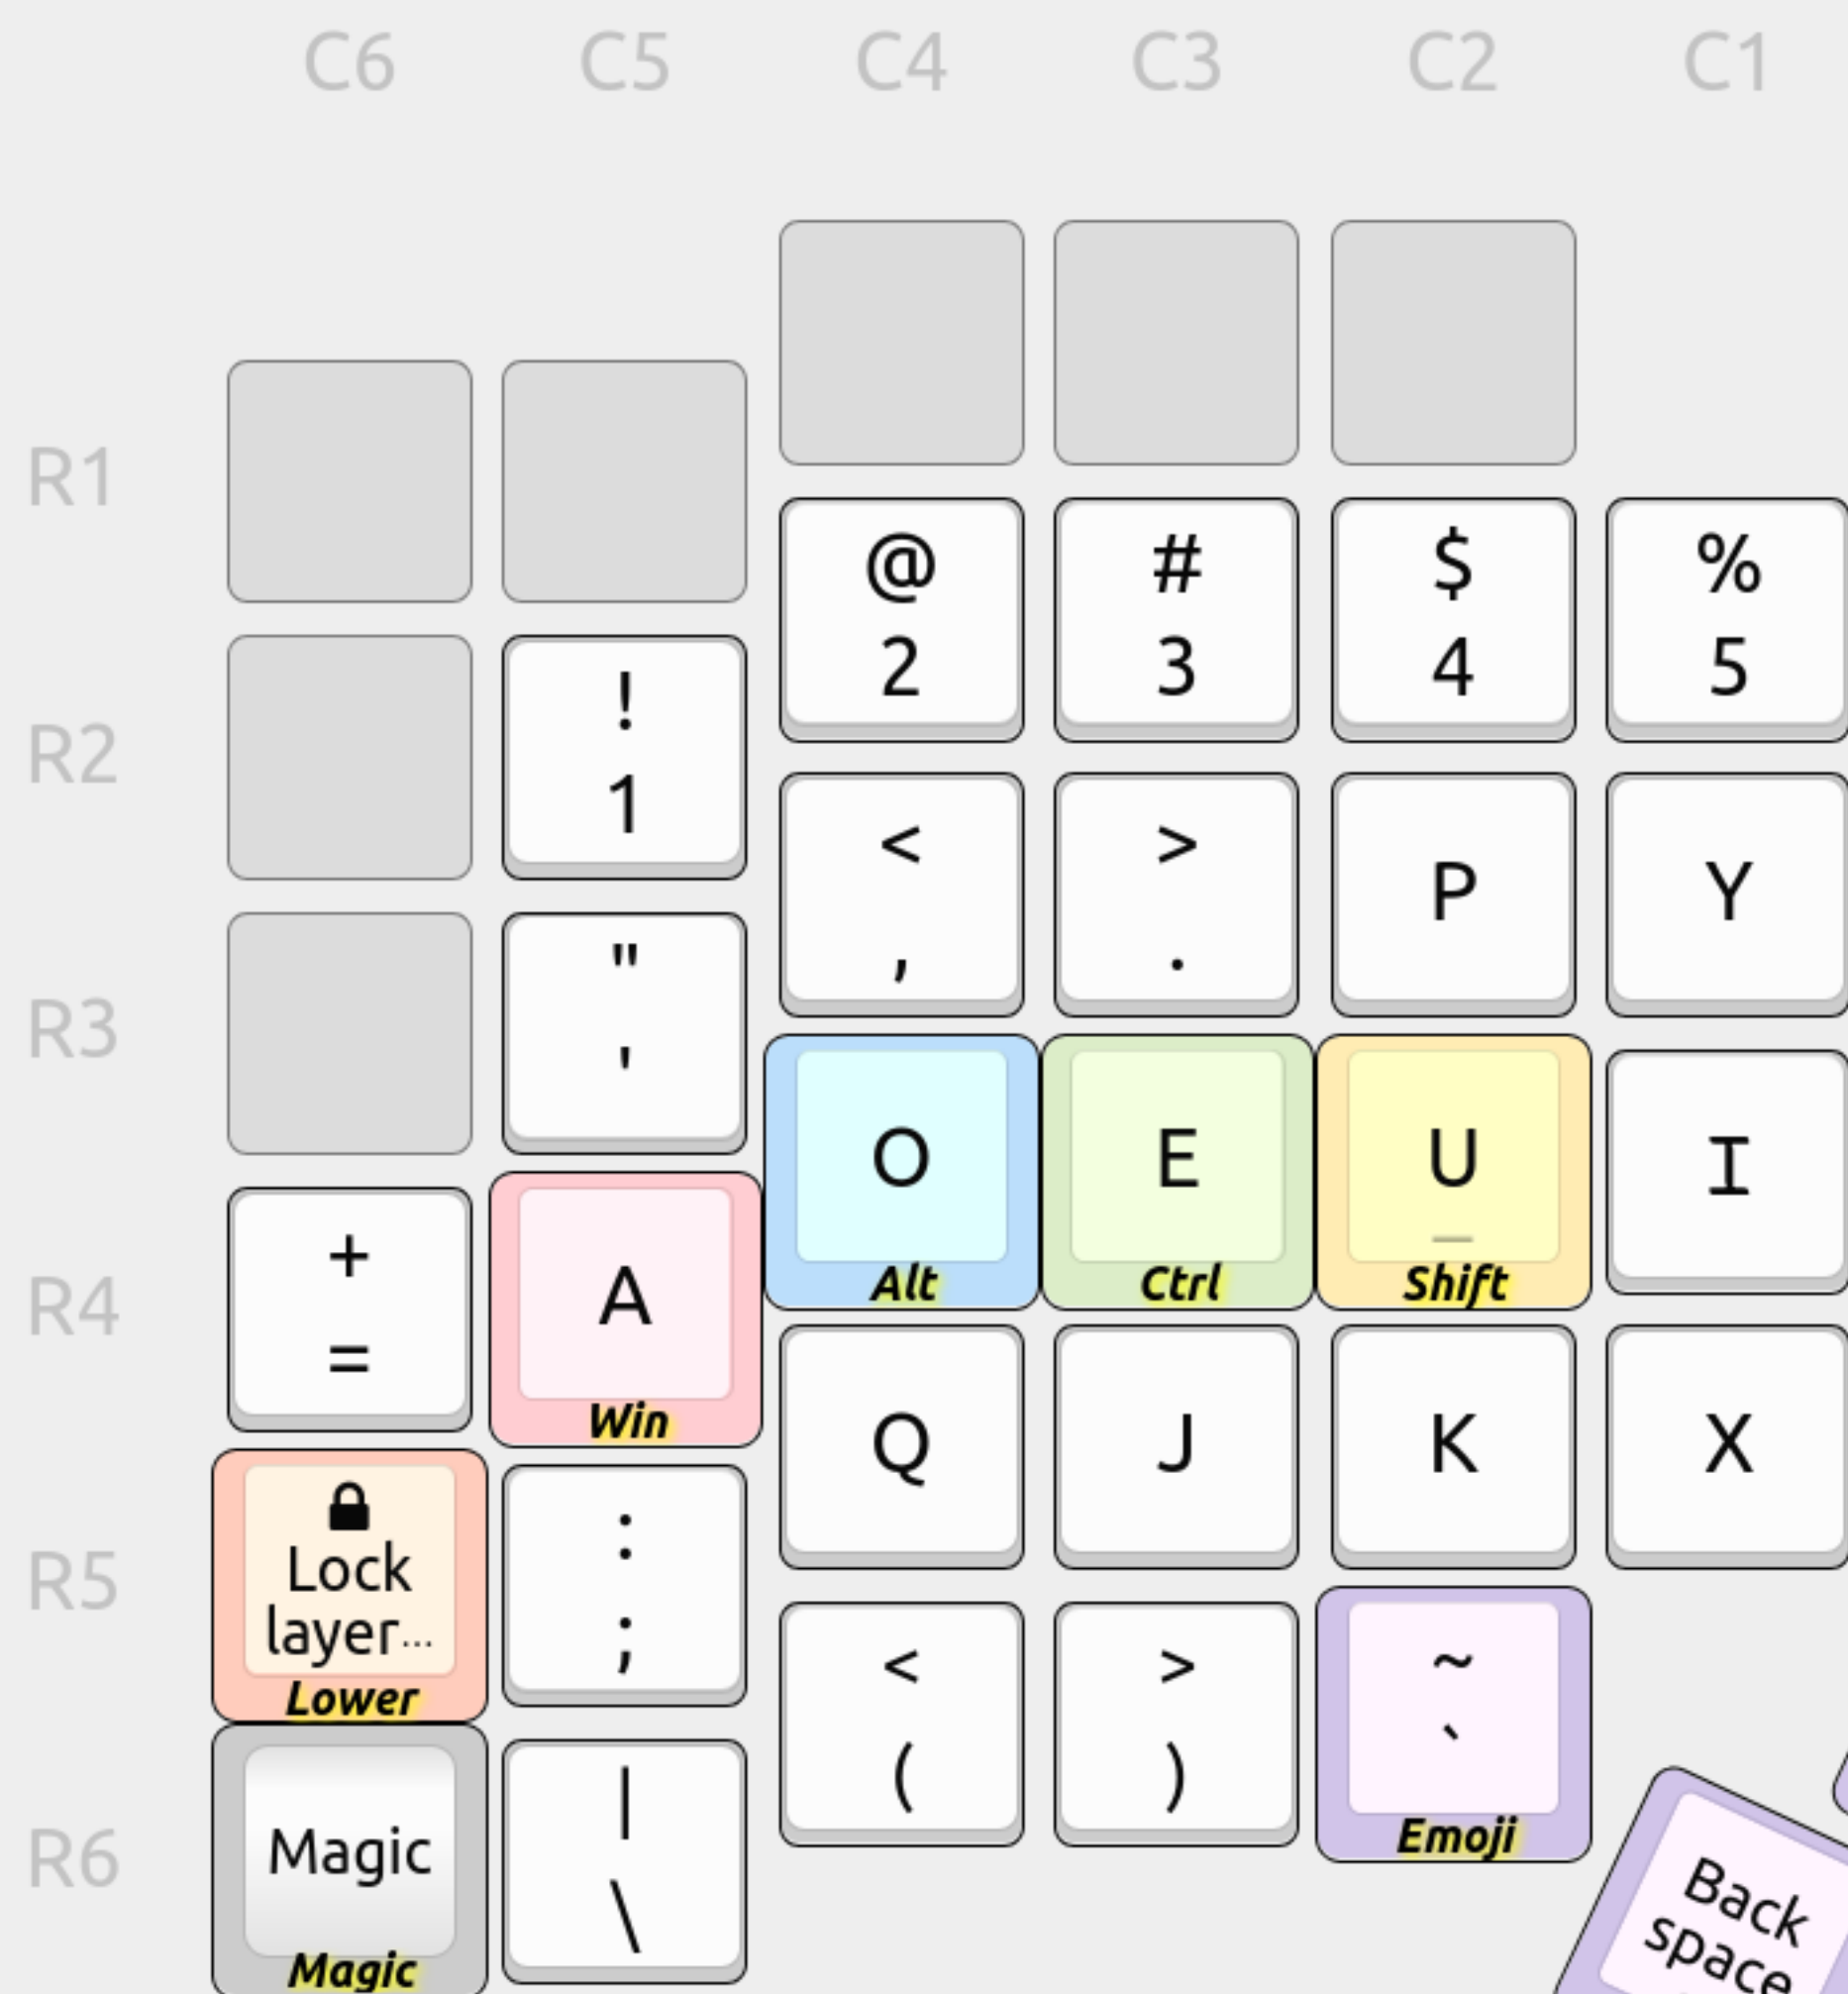 C6 C5 C4 C3 C2 C1
R1
@ # $ %
2 3 4 5
!
R2
1
< >
P Y
" , .
R3
'
O E U I
_
+ A
Alt Ctrl Shift
R4
=
Win
Q J K X
:
Lock
R5
layer...
;
Lower
< > ~
( ) `
|
Magic
R6
Emoji
\
Magic
Back
space